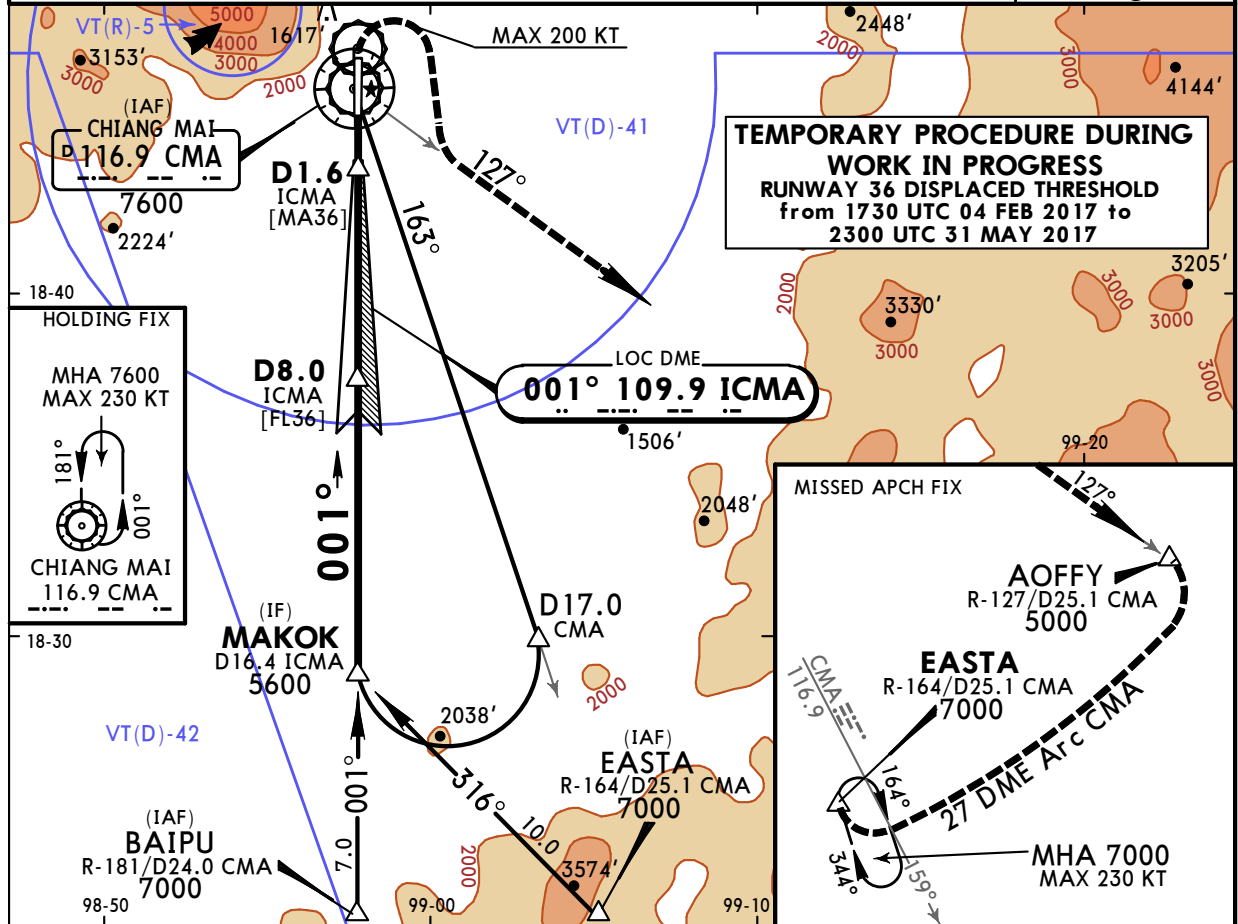 VT(R)-5
5000
4000
3000
1617'
2000
3153'
3000
MAX 200 KT
2448'
2000
3000
4144'
(IAF)
CHIANG MAI
D 116.9 CMA
7600
2224'
D1.6
ICMA
[MA36]
163°
127°
VT(D)-41
TEMPORARY PROCEDURE DURING
WORK IN PROGRESS
RUNWAY 36 DISPLACED THRESHOLD
from 1730 UTC 04 FEB 2017 to
2300 UTC 31 MAY 2017
18-40
2000
3330'
3000
3000
3205'
3000
3000
HOLDING FIX
MHA 7600
MAX 230 KT
181°
001°
CHIANG MAI
116.9 CMA
D8.0
ICMA
[FL36]
LOC DME
001° 109.9 ICMA
1506'
99-20
2048'
001°
18-30
(IF)
MAKOK
D16.4 ICMA
5600
D17.0
CMA
2000
2038'
VT(D)-42
001°
7.0
316°
10.0
(IAF)
EASTA
R-164/D25.1 CMA
7000
(IAF)
BAIPU
R-181/D24.0 CMA
7000
2000
3574'
98-50
99-00
99-10
MISSED APCH FIX
127°
AOFFY
R-127/D25.1 CMA
5000
EASTA
R-164/D25.1 CMA
7000
CMA
116.9
164°
27 DME Arc CMA
344°
159°
MHA 7000
MAX 230 KT